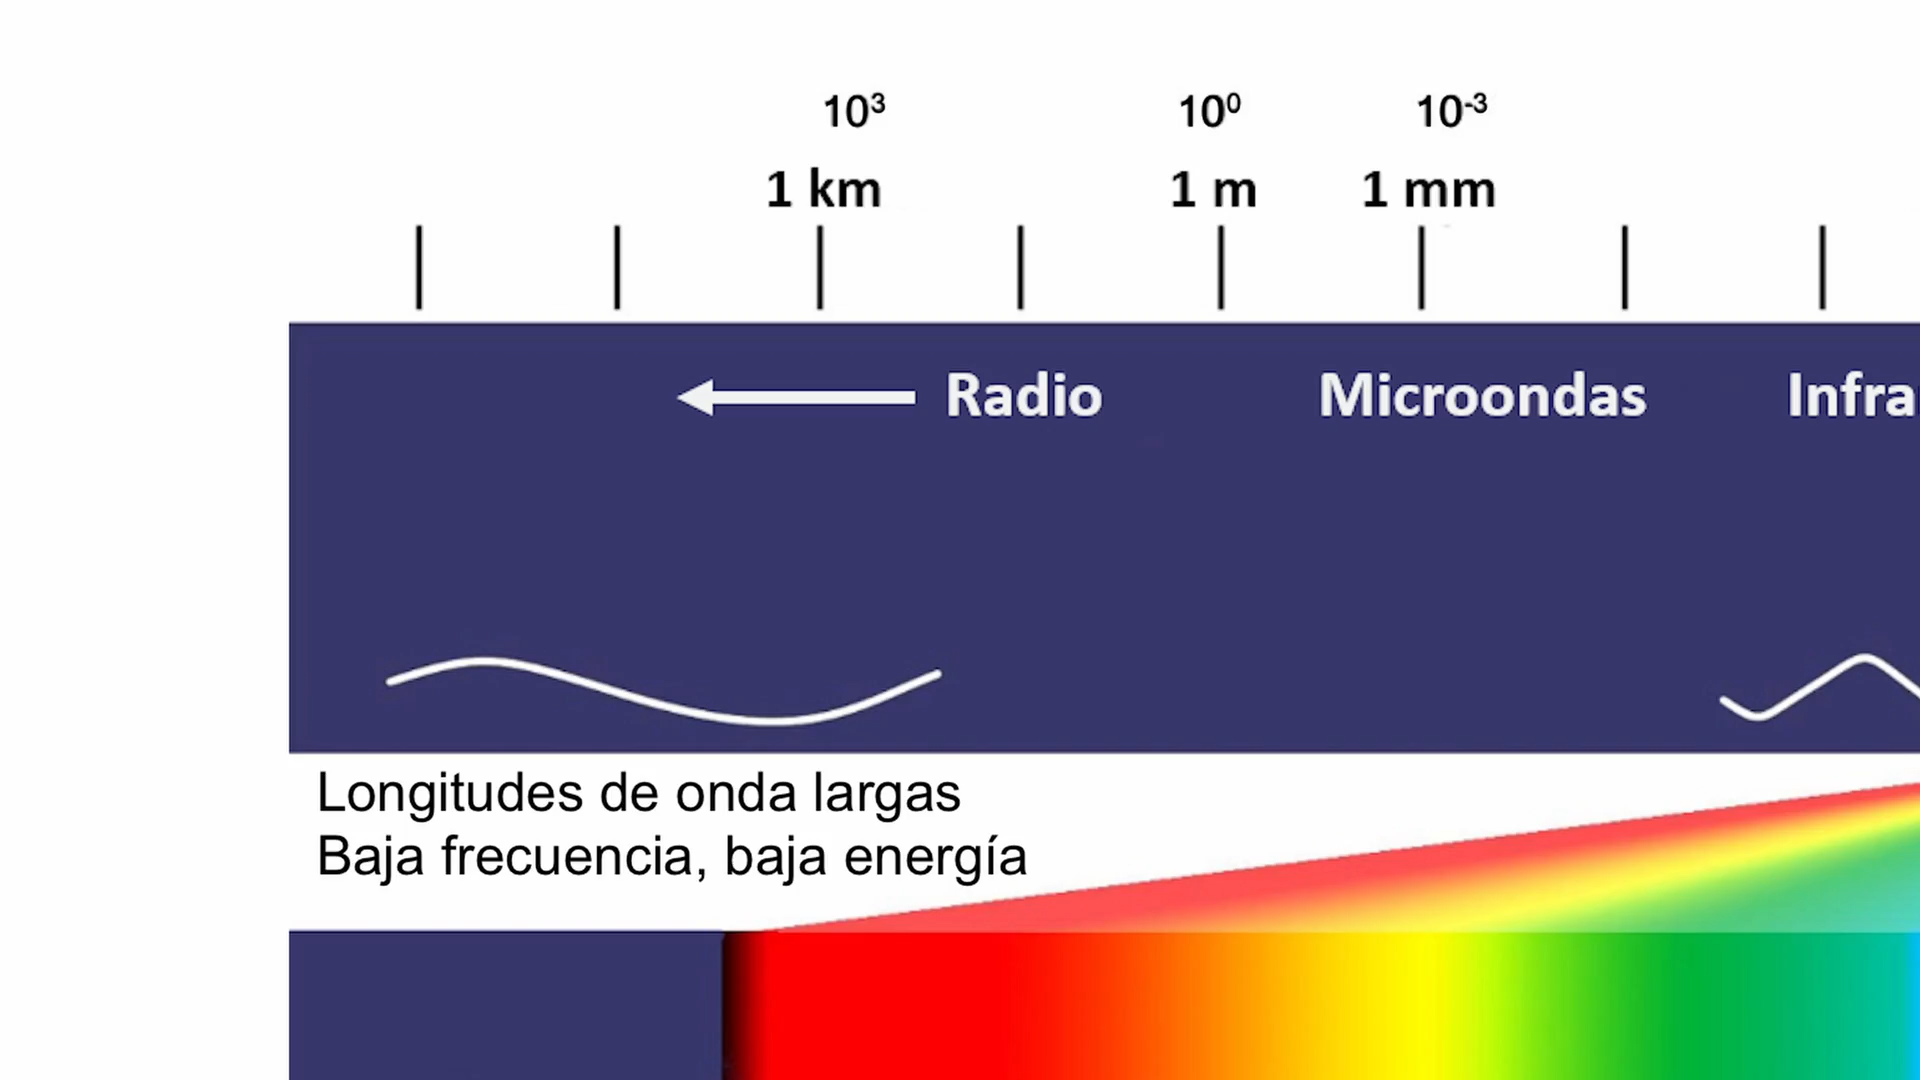 10³ 10⁰ 10⁻³
1 km 1 m 1 mm
Radio Microondas Infra
Longitudes de onda largas
Baja frecuencia, baja energía